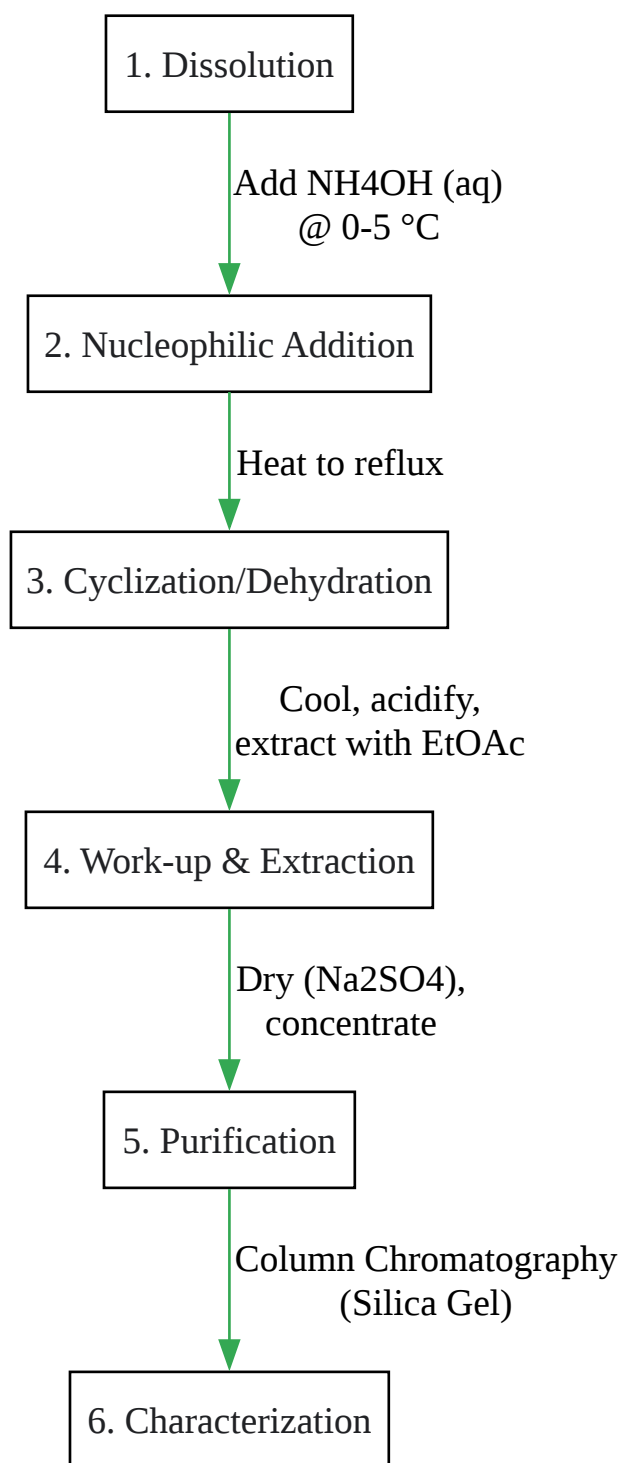 1. Dissolution
Add NH4OH (aq)
@ 0-5 °C
2. Nucleophilic Addition
Heat to reflux
3. Cyclization/Dehydration
Cool, acidify,
extract with EtOAc
4. Work-up & Extraction
Dry (Na2SO4),
concentrate
5. Purification
Column Chromatography
(Silica Gel)
6. Characterization